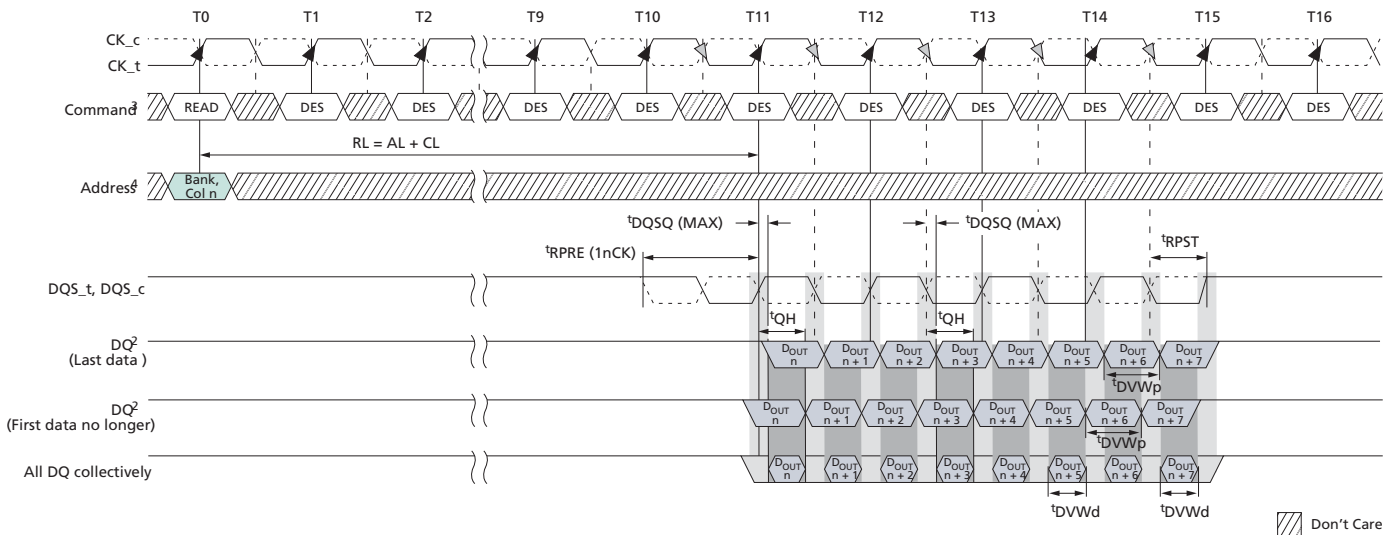 T0 T1 T2 T9 T10 T11 T12 T13 T14 T15 T16
CK_c
CK_t
Command3 READ DES DES DES DES DES DES DES DES DES DES
RL = AL + CL
Address4 Bank,
Col n
tDQSQ (MAX) tDQSQ (MAX)
tRPRE (1nCK) tRPST
DQS_t, DQS_c
tQH tQH
DQ2
(Last data )
DOUT n DOUT n + 1 DOUT n + 2 DOUT n + 3 DOUT n + 4 DOUT n + 5 DOUT n + 6 DOUT n + 7
tDVWp
DQ2
(First data no longer)
DOUT n DOUT n + 1 DOUT n + 2 DOUT n + 3 DOUT n + 4 DOUT n + 5 DOUT n + 6 DOUT n + 7
tDVWp
All DQ collectively
DOUT n DOUT n + 1 DOUT n + 2 DOUT n + 3 DOUT n + 4 DOUT n + 5 DOUT n + 6 DOUT n + 7
tDVWd tDVWd
Don't Care